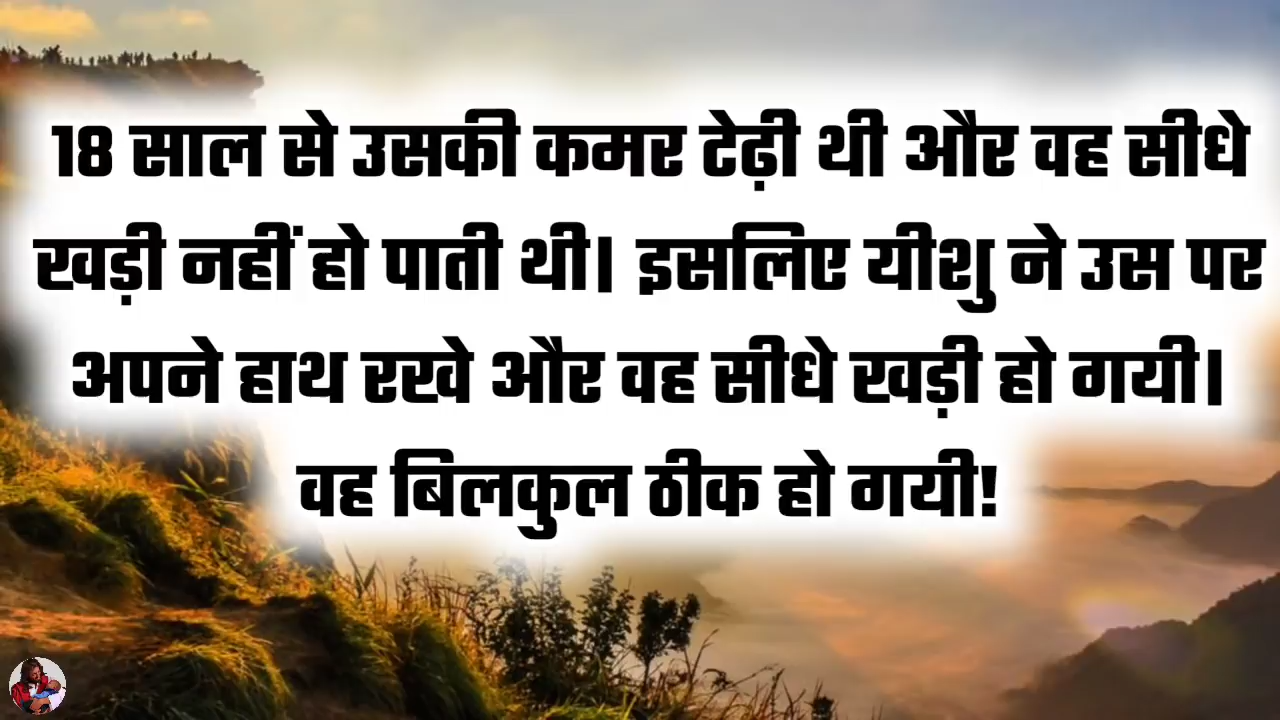 18 साल से उसकी कमर टेढ़ी थी और वह सीधे
खड़ी नहीं हो पाती थी। इसलिए यीशु ने उस पर
अपने हाथ रखे और वह सीधे खड़ी हो गयी।
वह बिलकुल ठीक हो गयी!